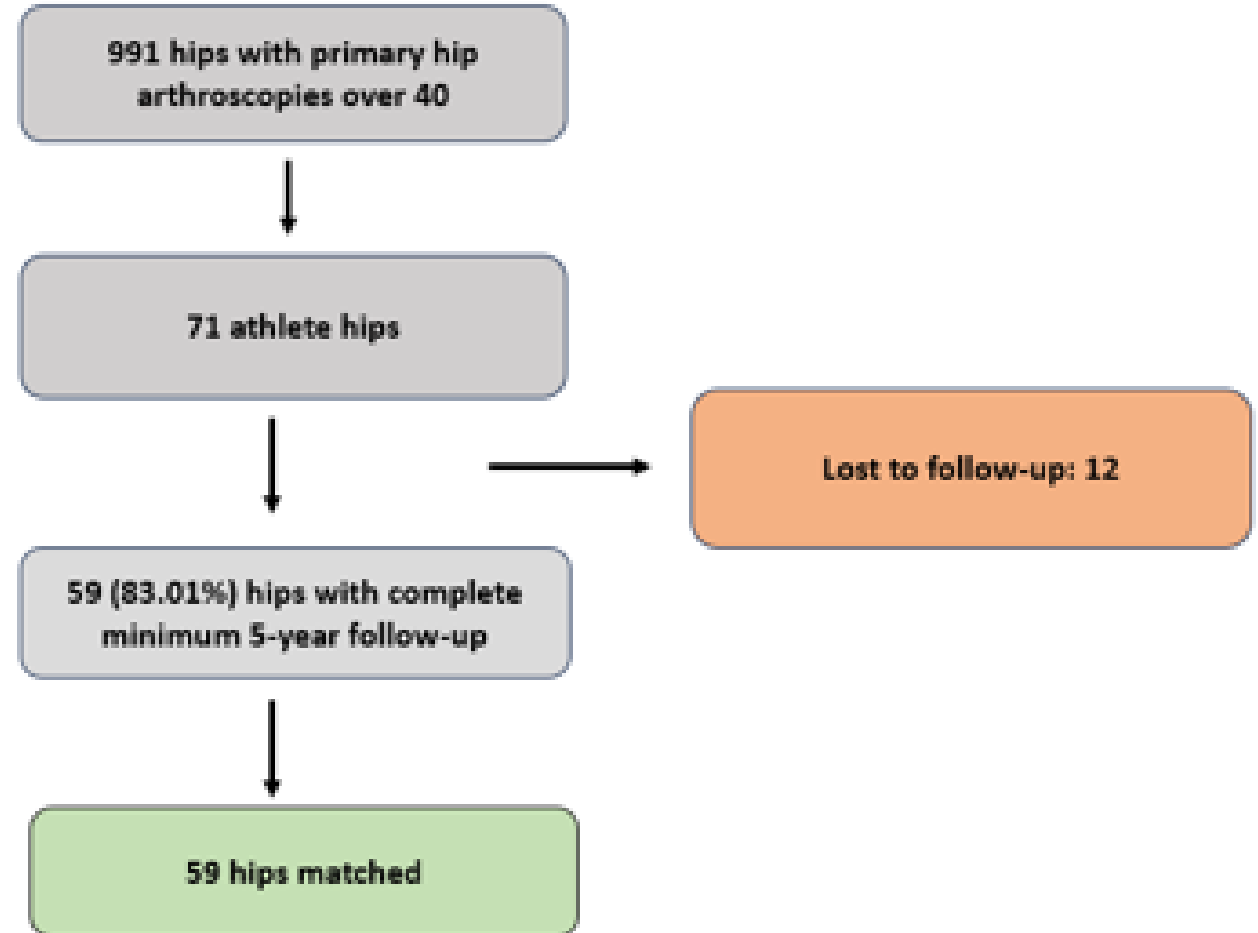 991 hips with primary hip
arthroscopies over 40
71 athlete hips
Lost to follow-up: 12
59 (83.01%) hips with complete
minimum 5-year follow-up
59 hips matched